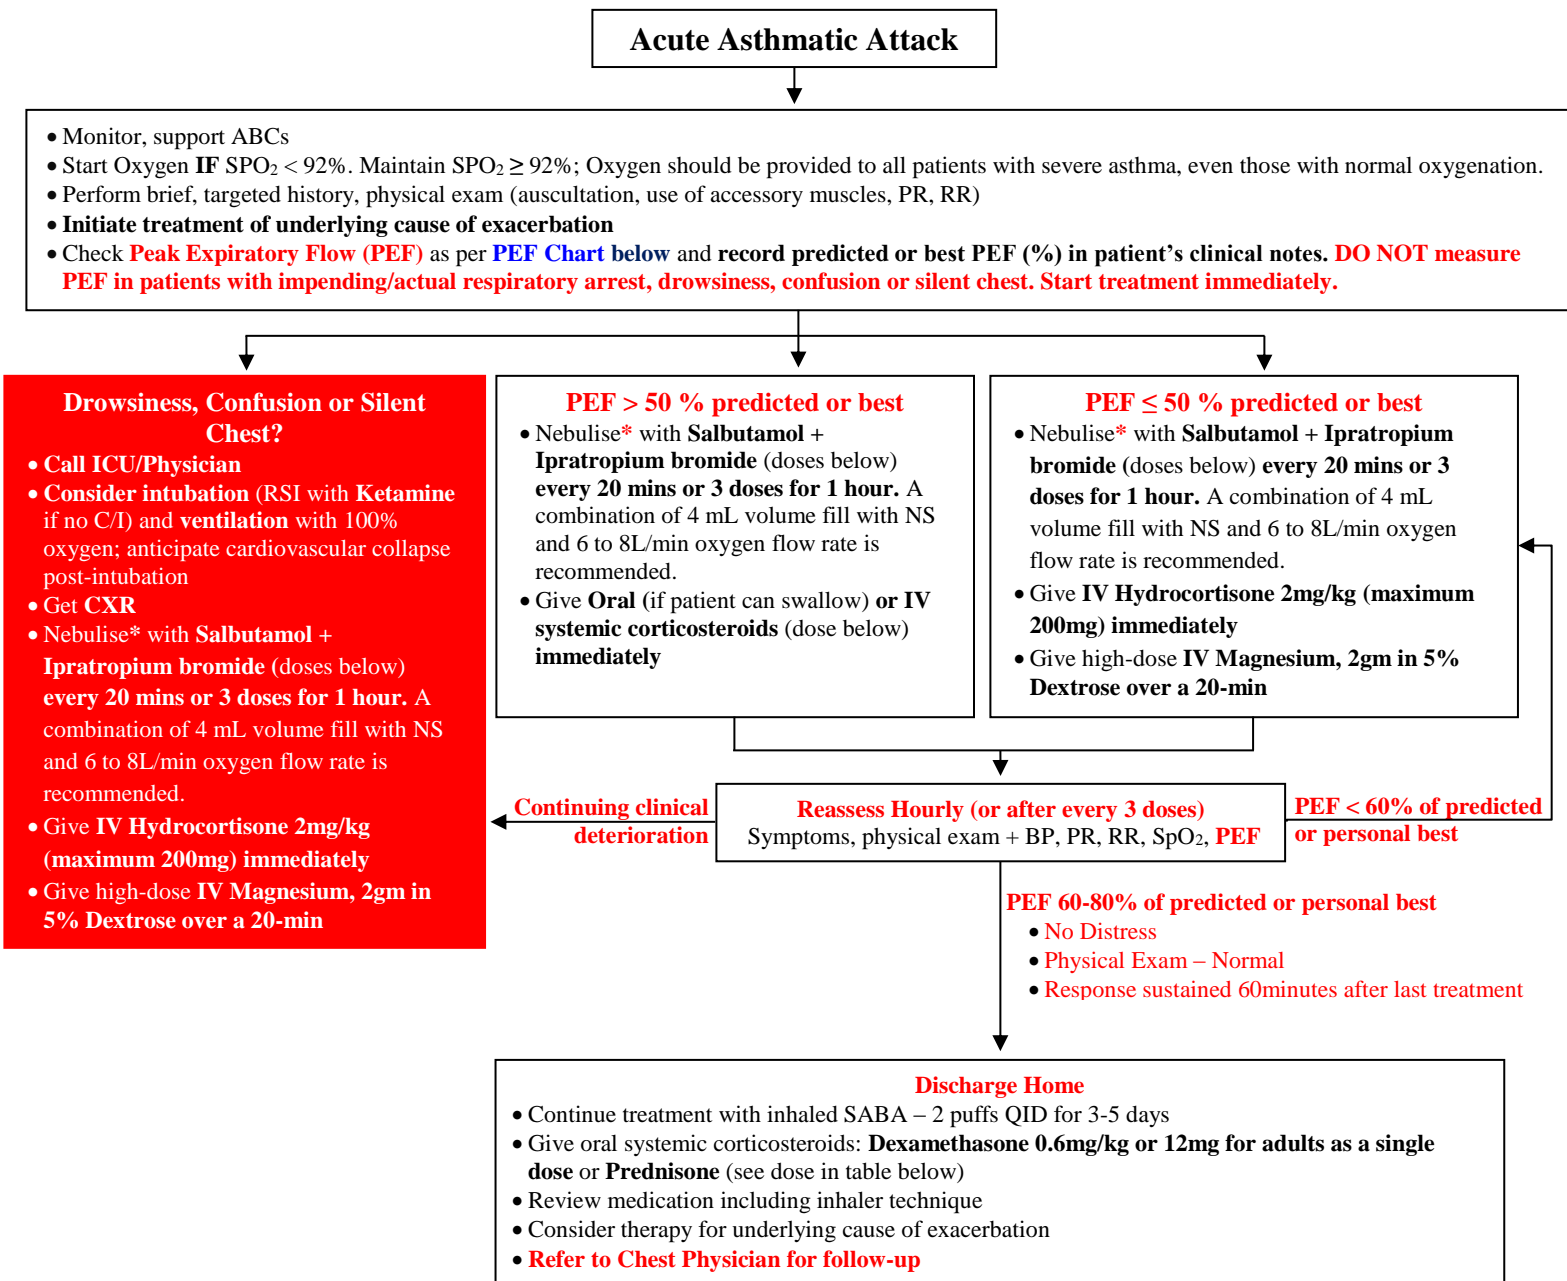 Acute Asthmatic Attack
• Monitor, support ABCs
• Start Oxygen IF SPO₂ < 92%. Maintain SPO₂ ≥ 92%; Oxygen should be provided to all patients with severe asthma, even those with normal oxygenation.
• Perform brief, targeted history, physical exam (auscultation, use of accessory muscles, PR, RR)
• Initiate treatment of underlying cause of exacerbation
• Check Peak Expiratory Flow (PEF) as per PEF Chart below and record predicted or best PEF (%) in patient's clinical notes. DO NOT measure
PEF in patients with impending/actual respiratory arrest, drowsiness, confusion or silent chest. Start treatment immediately.
Drowsiness, Confusion or Silent
Chest?
• Call ICU/Physician
• Consider intubation (RSI with Ketamine
if no C/I) and ventilation with 100%
oxygen; anticipate cardiovascular collapse
post-intubation
• Get CXR
• Nebulise* with Salbutamol +
Ipratropium bromide (doses below)
every 20 mins or 3 doses for 1 hour. A
combination of 4 mL volume fill with NS
and 6 to 8L/min oxygen flow rate is
recommended.
• Give IV Hydrocortisone 2mg/kg
(maximum 200mg) immediately
• Give high-dose IV Magnesium, 2gm in
5% Dextrose over a 20-min
PEF > 50 % predicted or best
• Nebulise* with Salbutamol +
Ipratropium bromide (doses below)
every 20 mins or 3 doses for 1 hour. A
combination of 4 mL volume fill with NS
and 6 to 8L/min oxygen flow rate is
recommended.
• Give Oral (if patient can swallow) or IV
systemic corticosteroids (dose below)
immediately
PEF ≤ 50 % predicted or best
• Nebulise* with Salbutamol + Ipratropium
bromide (doses below) every 20 mins or 3
doses for 1 hour. A combination of 4 mL
volume fill with NS and 6 to 8L/min oxygen
flow rate is recommended.
• Give IV Hydrocortisone 2mg/kg (maximum
200mg) immediately
• Give high-dose IV Magnesium, 2gm in 5%
Dextrose over a 20-min
Continuing clinical
deterioration
Reassess Hourly (or after every 3 doses)
Symptoms, physical exam + BP, PR, RR, SpO₂, PEF
PEF < 60% of predicted
or personal best
PEF 60-80% of predicted or personal best
• No Distress
• Physical Exam – Normal
• Response sustained 60minutes after last treatment
Discharge Home
• Continue treatment with inhaled SABA – 2 puffs QID for 3-5 days
• Give oral systemic corticosteroids: Dexamethasone 0.6mg/kg or 12mg for adults as a single
dose or Prednisone (see dose in table below)
• Review medication including inhaler technique
• Consider therapy for underlying cause of exacerbation
• Refer to Chest Physician for follow-up